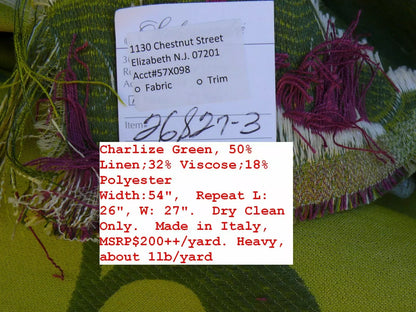 1130 Chestnut Street
Elizabeth N.J. 07201
Acct#57X098
Fabric Trim
Item
26827-3
Charlize Green, 50%
Linen;32% Viscose;18%
Polyester
Width:54", Repeat L:
26", W: 27". Dry Clean
Only. Made in Italy,
MSRP$200++/yard. Heavy,
about 1lb/yard